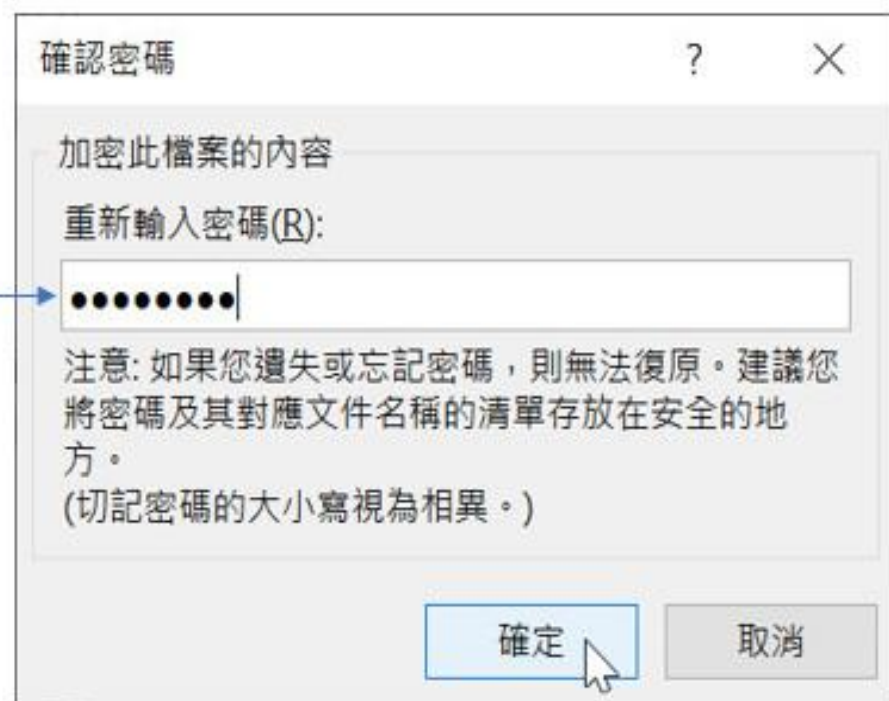 確認密碼
?
加密此檔案的內容
重新輸入密碼(R):
●●●●●●●●
注意: 如果您遺失或忘記密碼，則無法復原。建議您
將密碼及其對應文件名稱的清單存放在安全的地
方。
(切記密碼的大小寫視為相異。)
確定
取消